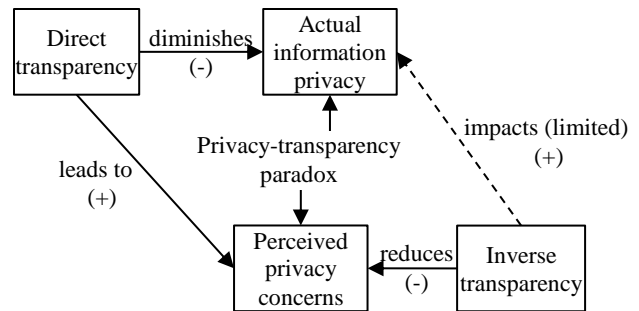 Direct
transparency
diminishes
(-)
Actual
information
privacy
impacts (limited)
(+)
Privacy-transparency
paradox
leads to
(+)
Perceived
privacy
concerns
reduces
(-)
Inverse
transparency